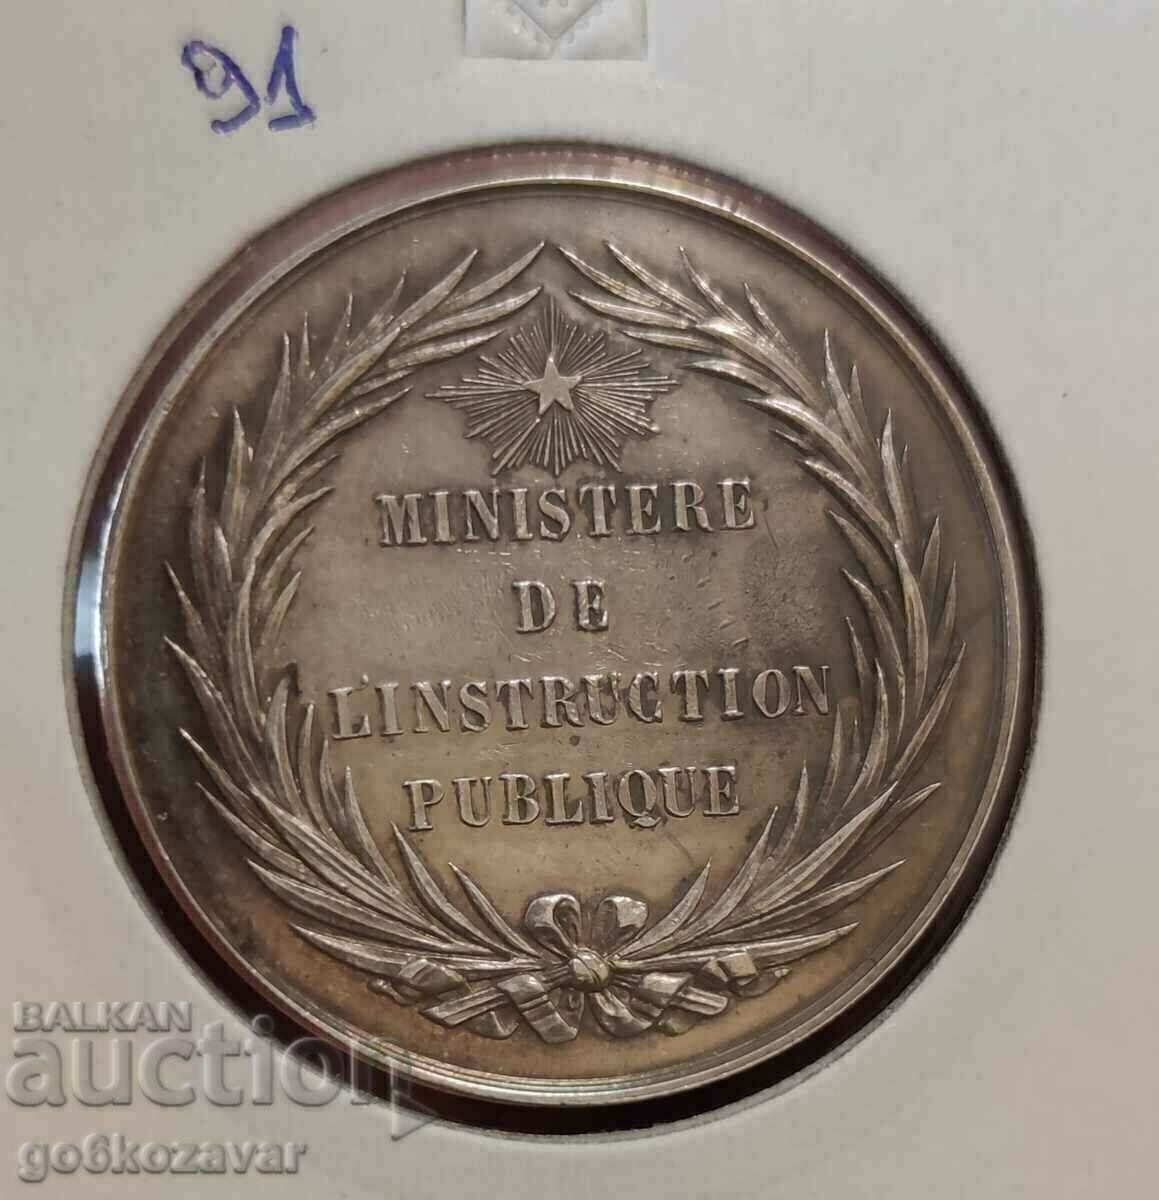 91
MINISTERE
DE
L'INSTRUCTION
PUBLIQUE
BALKAN
auction
go6kozavar